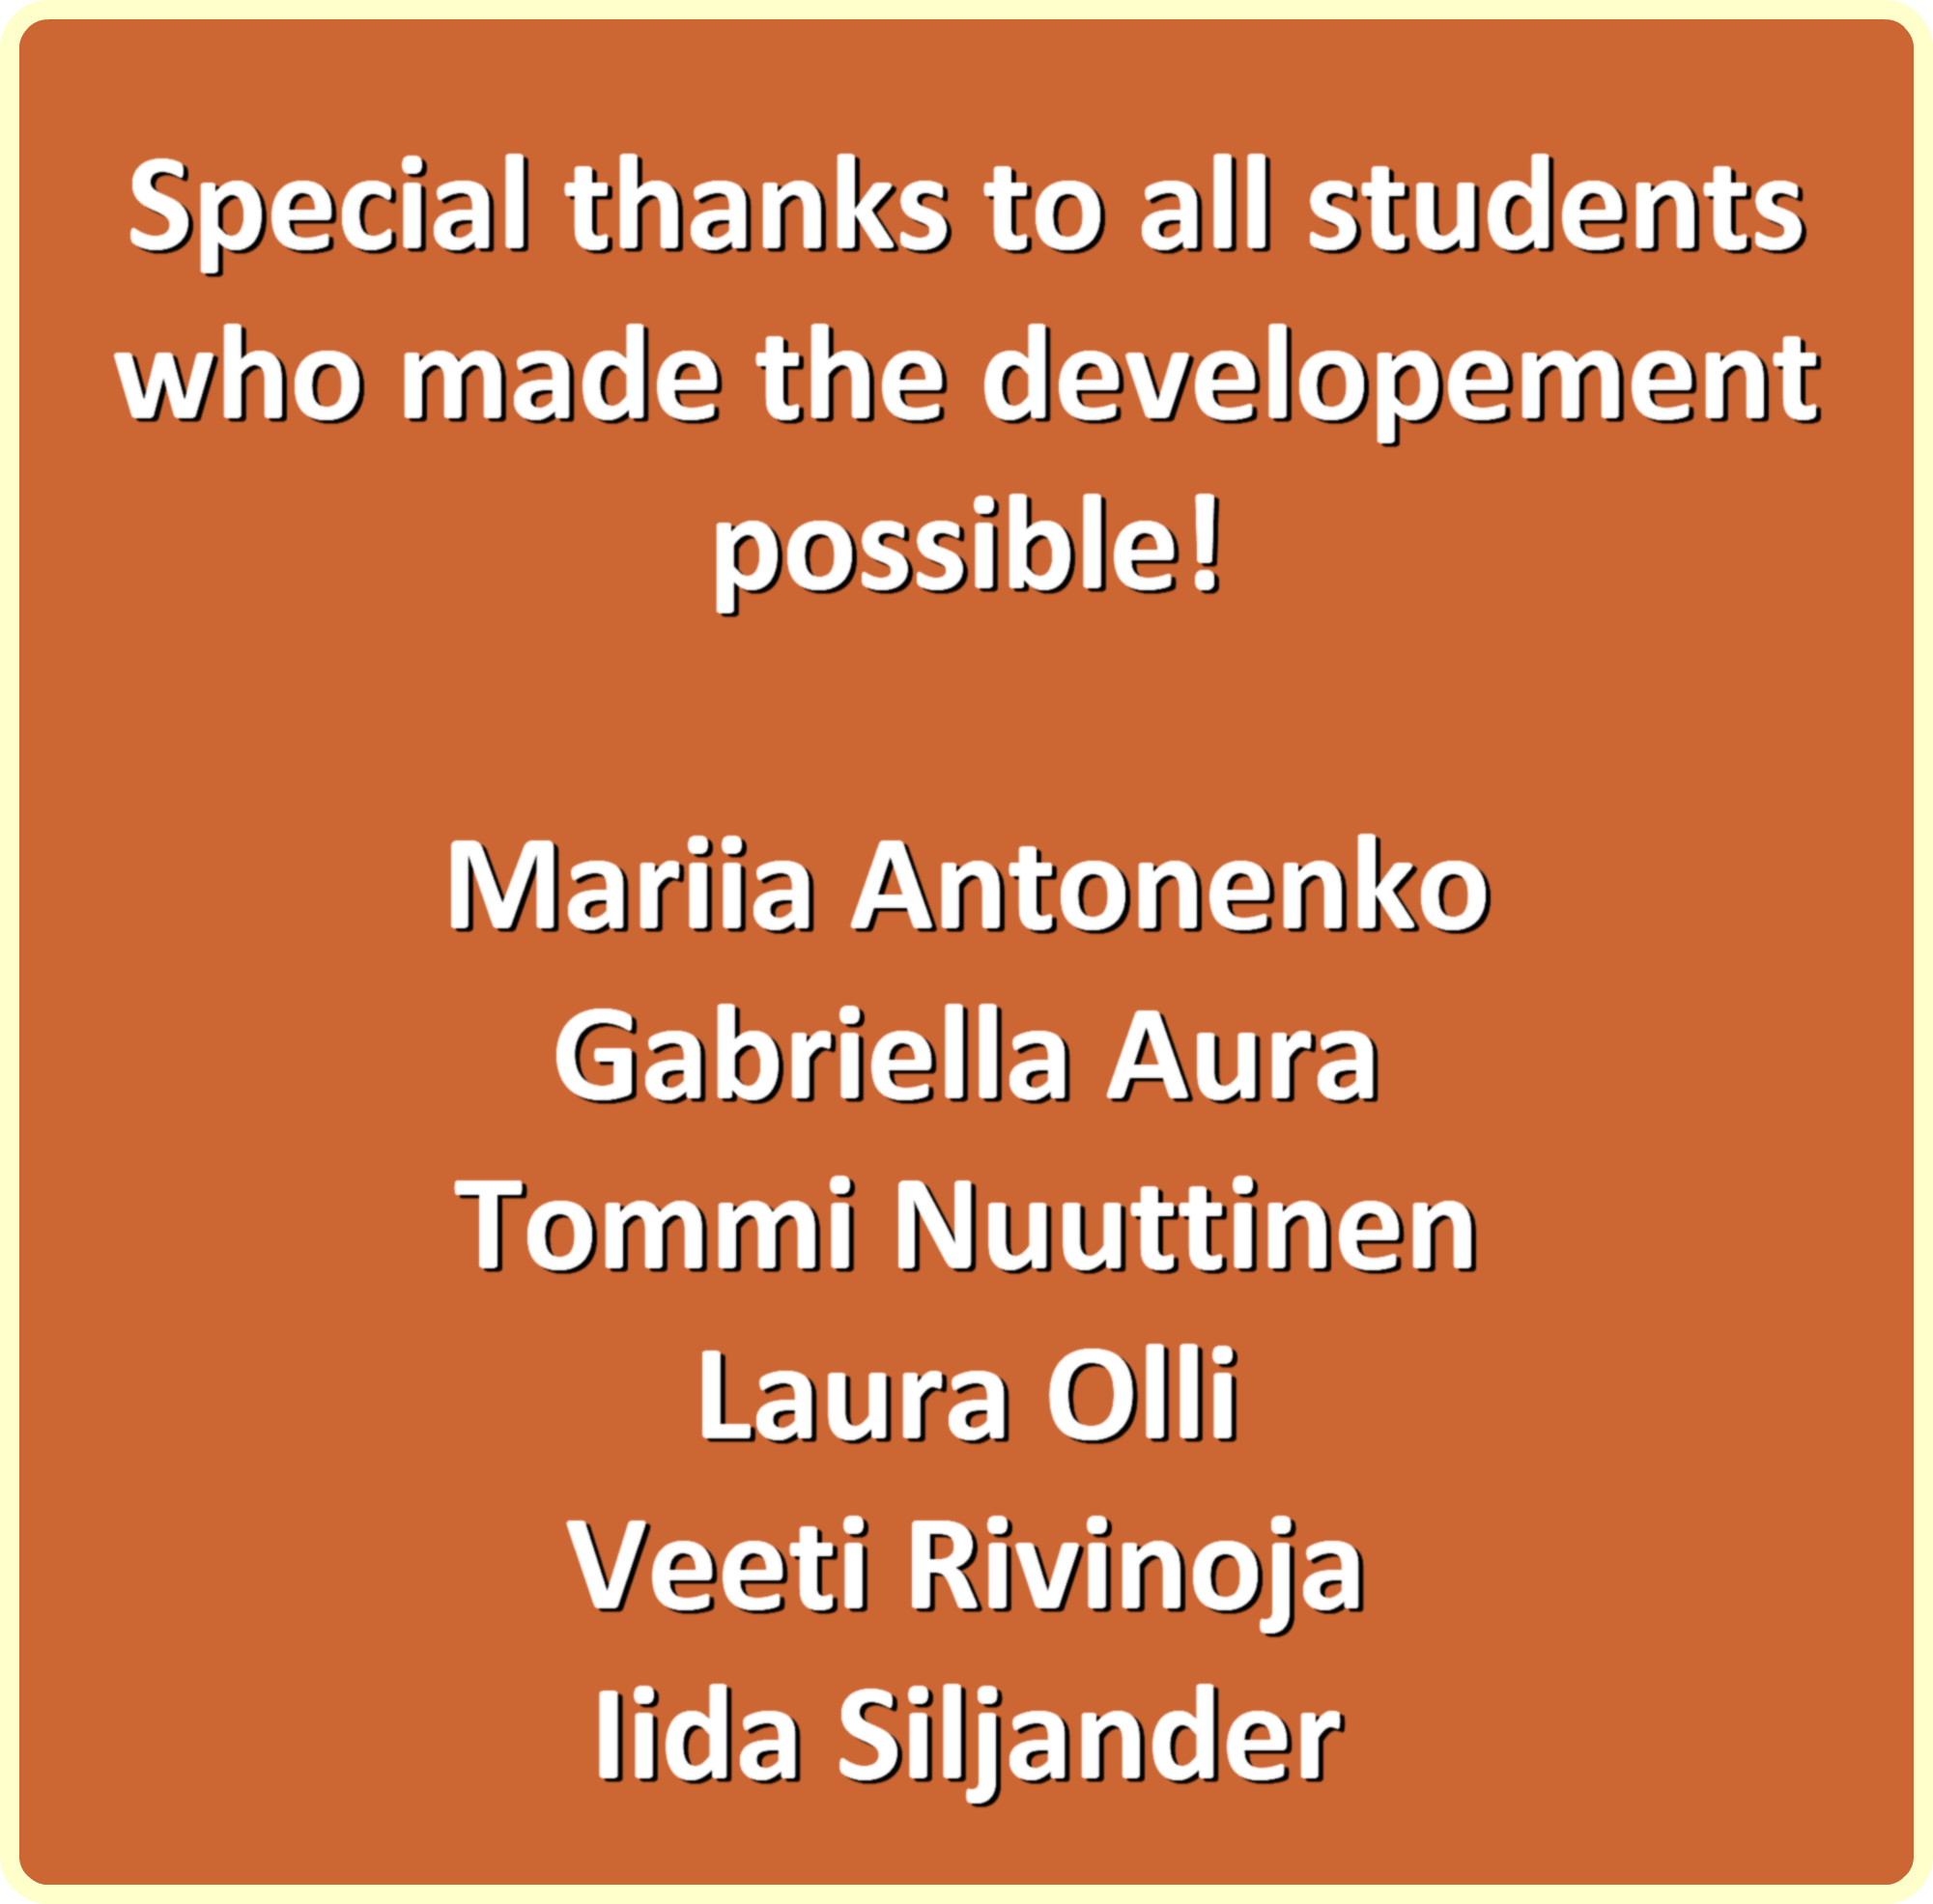 Special thanks to all students
who made the developement
possible!
Mariia Antonenko
Gabriella Aura
Tommi Nuuttinen
Laura Olli
Veeti Rivinoja
Iida Siljander